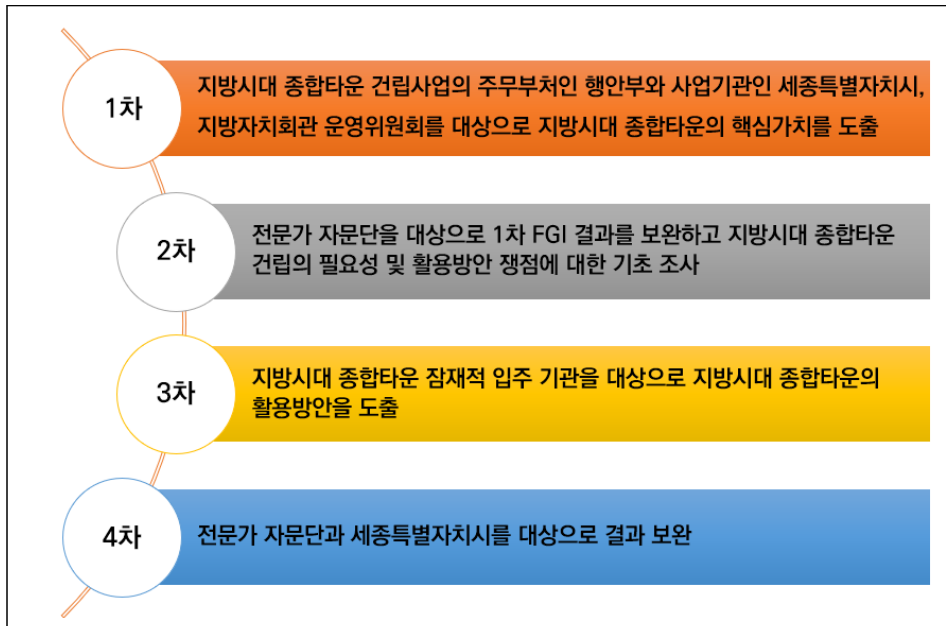 1차
지방시대 종합타운 건립사업의 주무부처인 행안부와 사업기관인 세종특별자치시,
지방자치회관 운영위원회를 대상으로 지방시대 종합타운의 핵심가치를 도출
2차
전문가 자문단을 대상으로 1차 FGI 결과를 보완하고 지방시대 종합타운
건립의 필요성 및 활용방안 쟁점에 대한 기초 조사
3차
지방시대 종합타운 잠재적 입주 기관을 대상으로 지방시대 종합타운의
활용방안을 도출
4차
전문가 자문단과 세종특별자치시를 대상으로 결과 보완